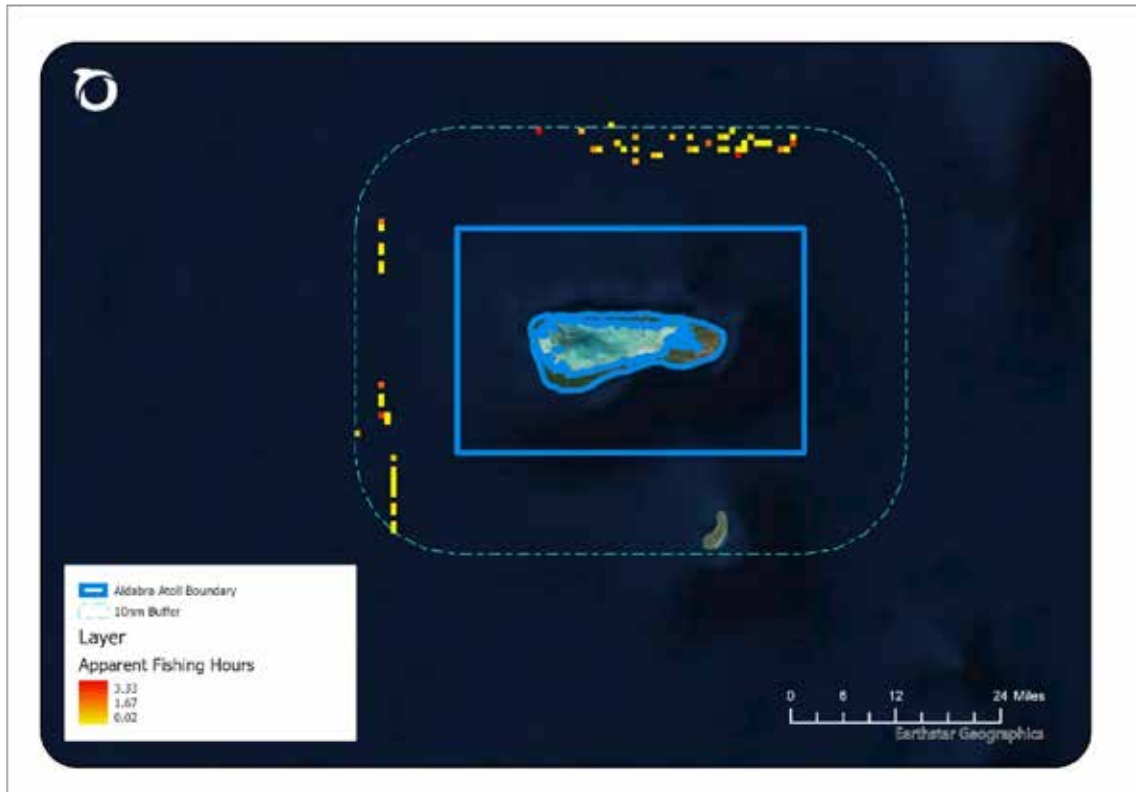 Aldabra Atoll Boundary
10nm Buffer
Layer
Apparent Fishing Hours
3.33
1.67
0.02
0 6 12 24 Miles
Earthstar Geographics